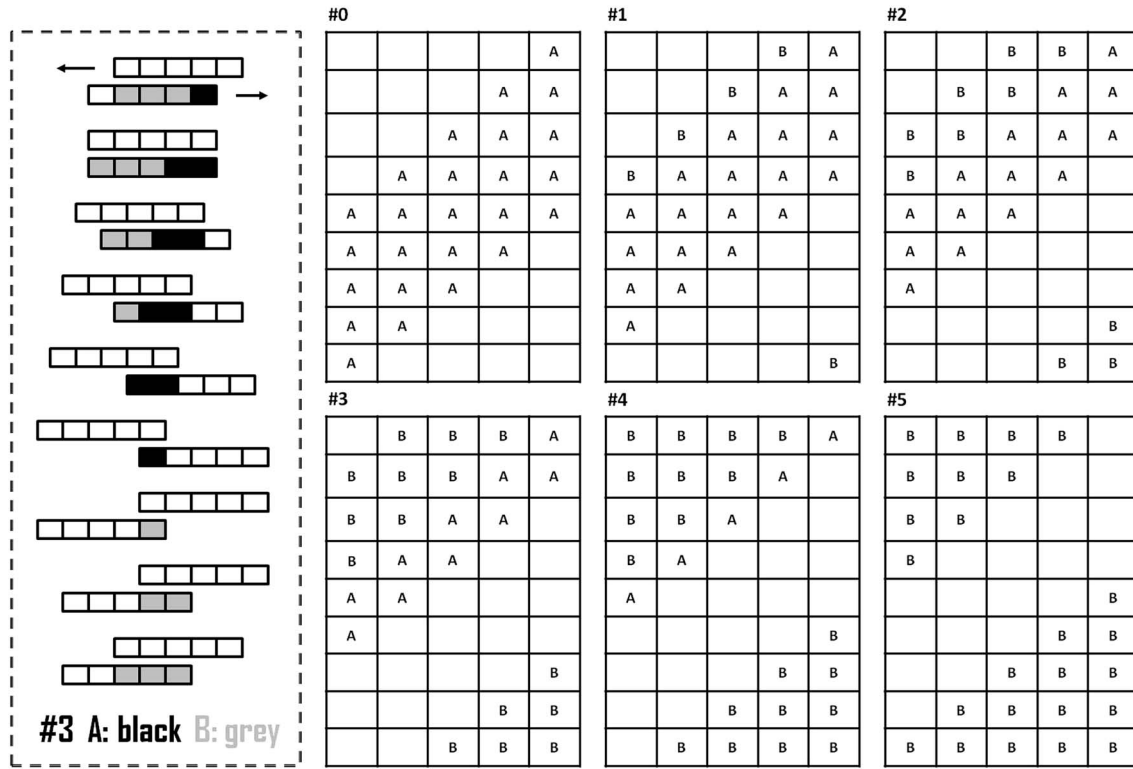 #0 #1 #2
A B A B B A
A A B A A B B A A
A A A B A A A B B A A A
A A A A B A A A A B A A A
A A A A A A A A A A A A
A A A A A A A A A
A A A A A A
A A A B
A B B B
#3 #4 #5
B B B A B B B B A B B B B
B B B A A B B B A B B B
B B A A B B A B B
B A A B A B
A A A B
A B B B
B B B B B B
B B B B B B B B B
B B B B B B B B B B B B
#3 A: black B: grey